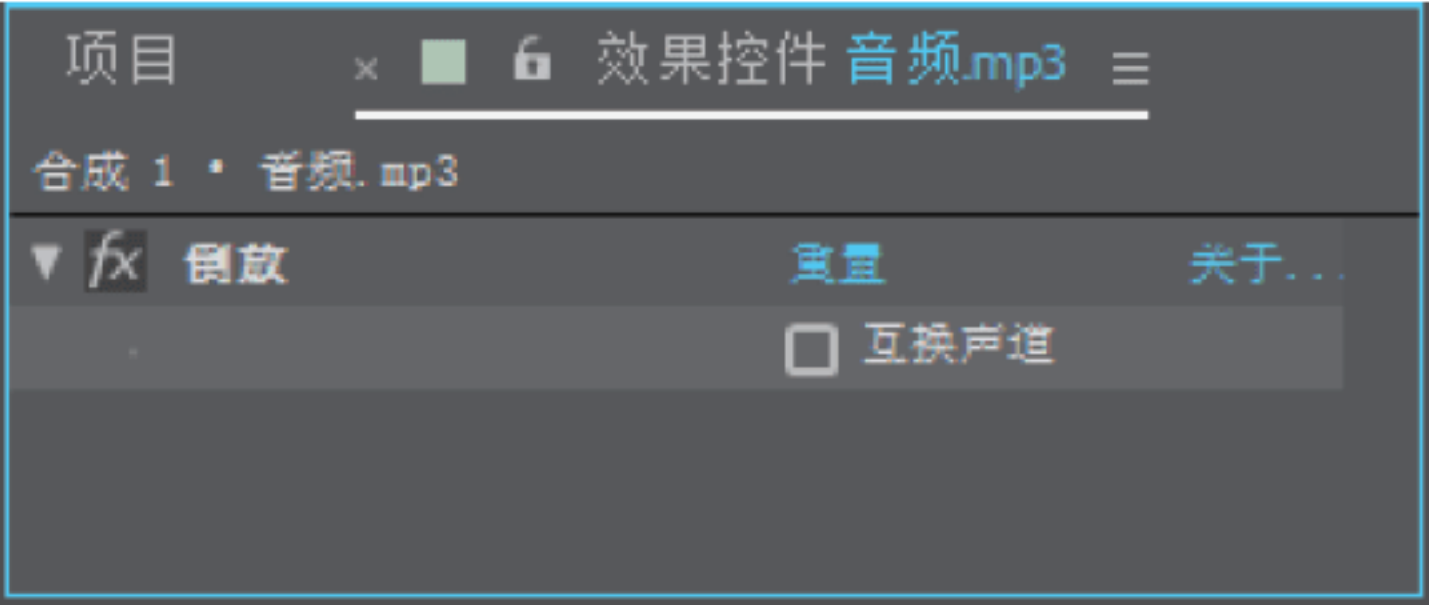 项目 × 效果控件 音频.mp3 ≡
合成 1 • 音频.mp3
▼ fx 倒放 重置 关于...
互换声道